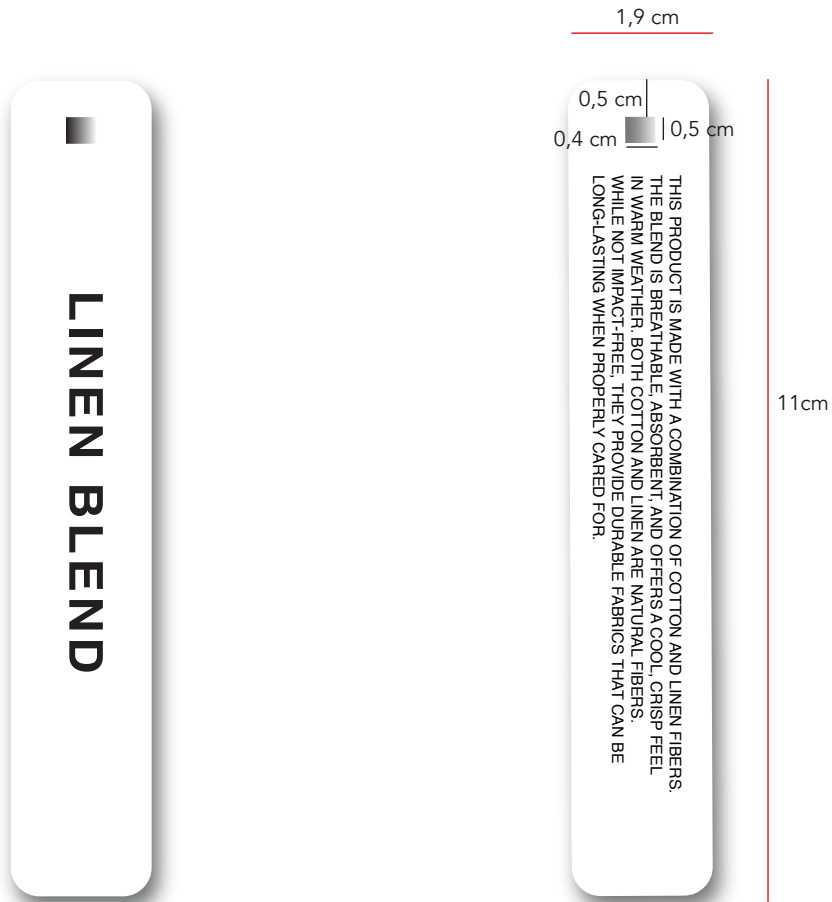 LINEN BLEND
1,9 cm
0,5 cm
0,4 cm
0,5 cm
THIS PRODUCT IS MADE WITH A COMBINATION OF COTTON AND LINEN FIBERS.
THE BLEND IS BREATHABLE, ABSORBENT, AND OFFERS A COOL, CRISP FEEL
IN WARM WEATHER. BOTH COTTON AND LINEN ARE NATURAL FIBERS.
WHILE NOT IMPACT-FREE, THEY PROVIDE DURABLE FABRICS THAT CAN BE
LONG-LASTING WHEN PROPERLY CARED FOR.
11cm